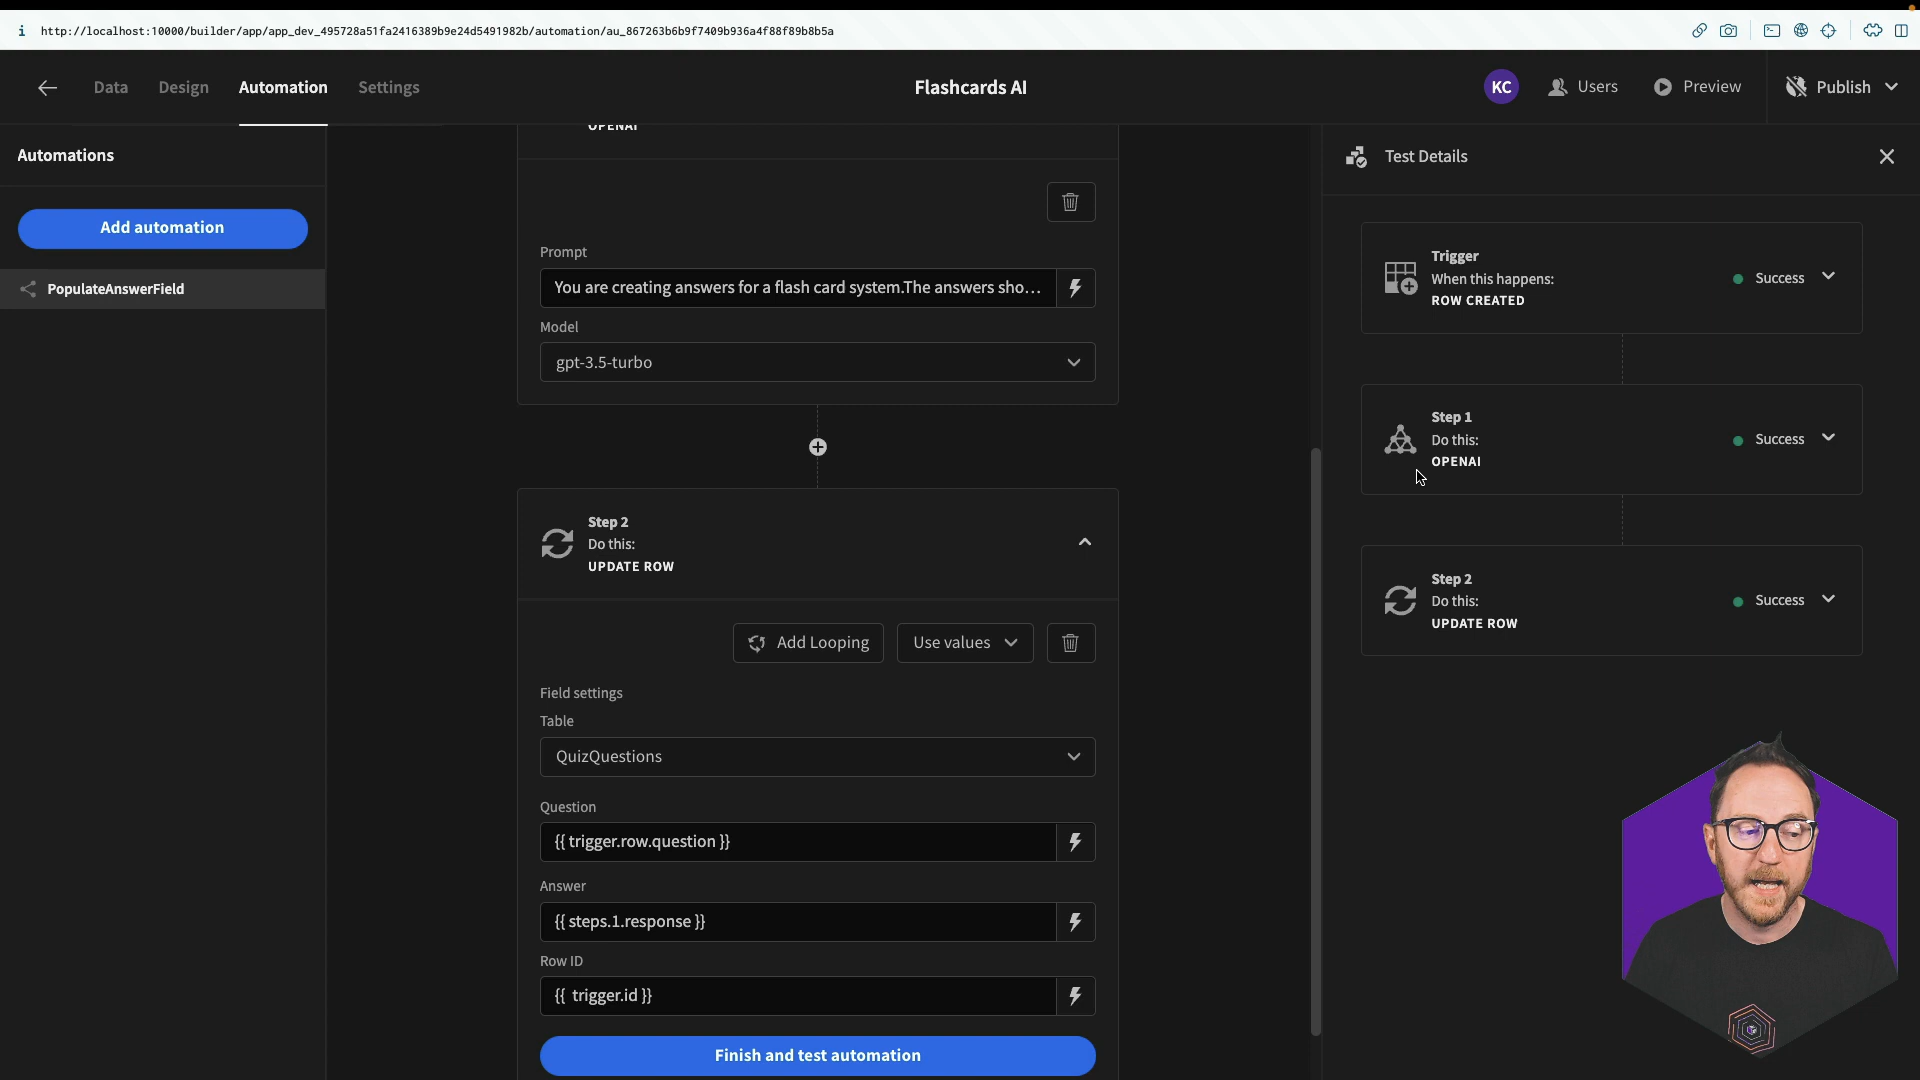 http://localhost:10000/builder/app/app_dev_495728a51fa2416389b9e24d5491982b/automation/au_867263b6b9f7409b936a4f88f89b8b5a
Data
Design
Automation
Settings
Flashcards AI
KC
Users
Preview
Publish
Automations
Add automation
PopulateAnswerField
OPENAI
Prompt
You are creating answers for a flash card system.The answers sho...
Model
gpt-3.5-turbo
Step 2
Do this:
UPDATE ROW
Add Looping
Use values
Field settings
Table
QuizQuestions
Question
{{ trigger.row.question }}
Answer
{{ steps.1.response }}
Row ID
{{ trigger.id }}
Finish and test automation
Test Details
Trigger
When this happens:
ROW CREATED
Success
Step 1
Do this:
OPENAI
Success
Step 2
Do this:
UPDATE ROW
Success